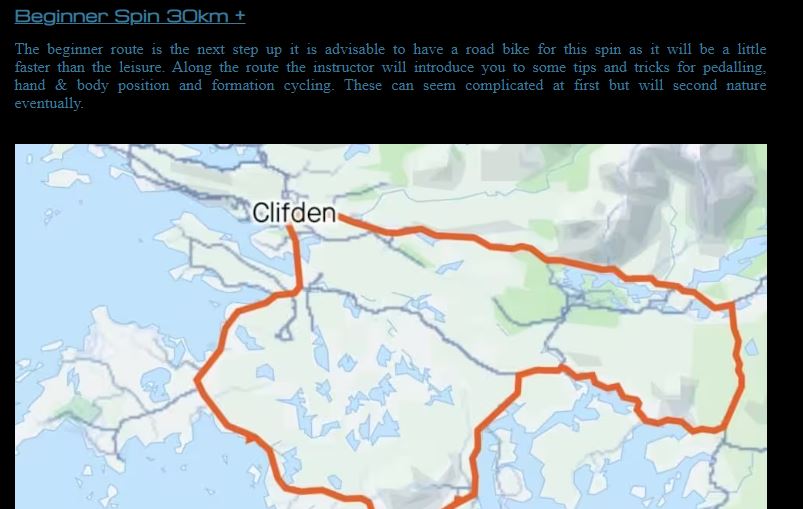 Beginner Spin 30km +
The beginner route is the next step up it is advisable to have a road bike for this spin as it will be a little
faster than the leisure. Along the route the instructor will introduce you to some tips and tricks for pedalling,
hand & body position and formation cycling. These can seem complicated at first but will second nature
eventually.
Clifden